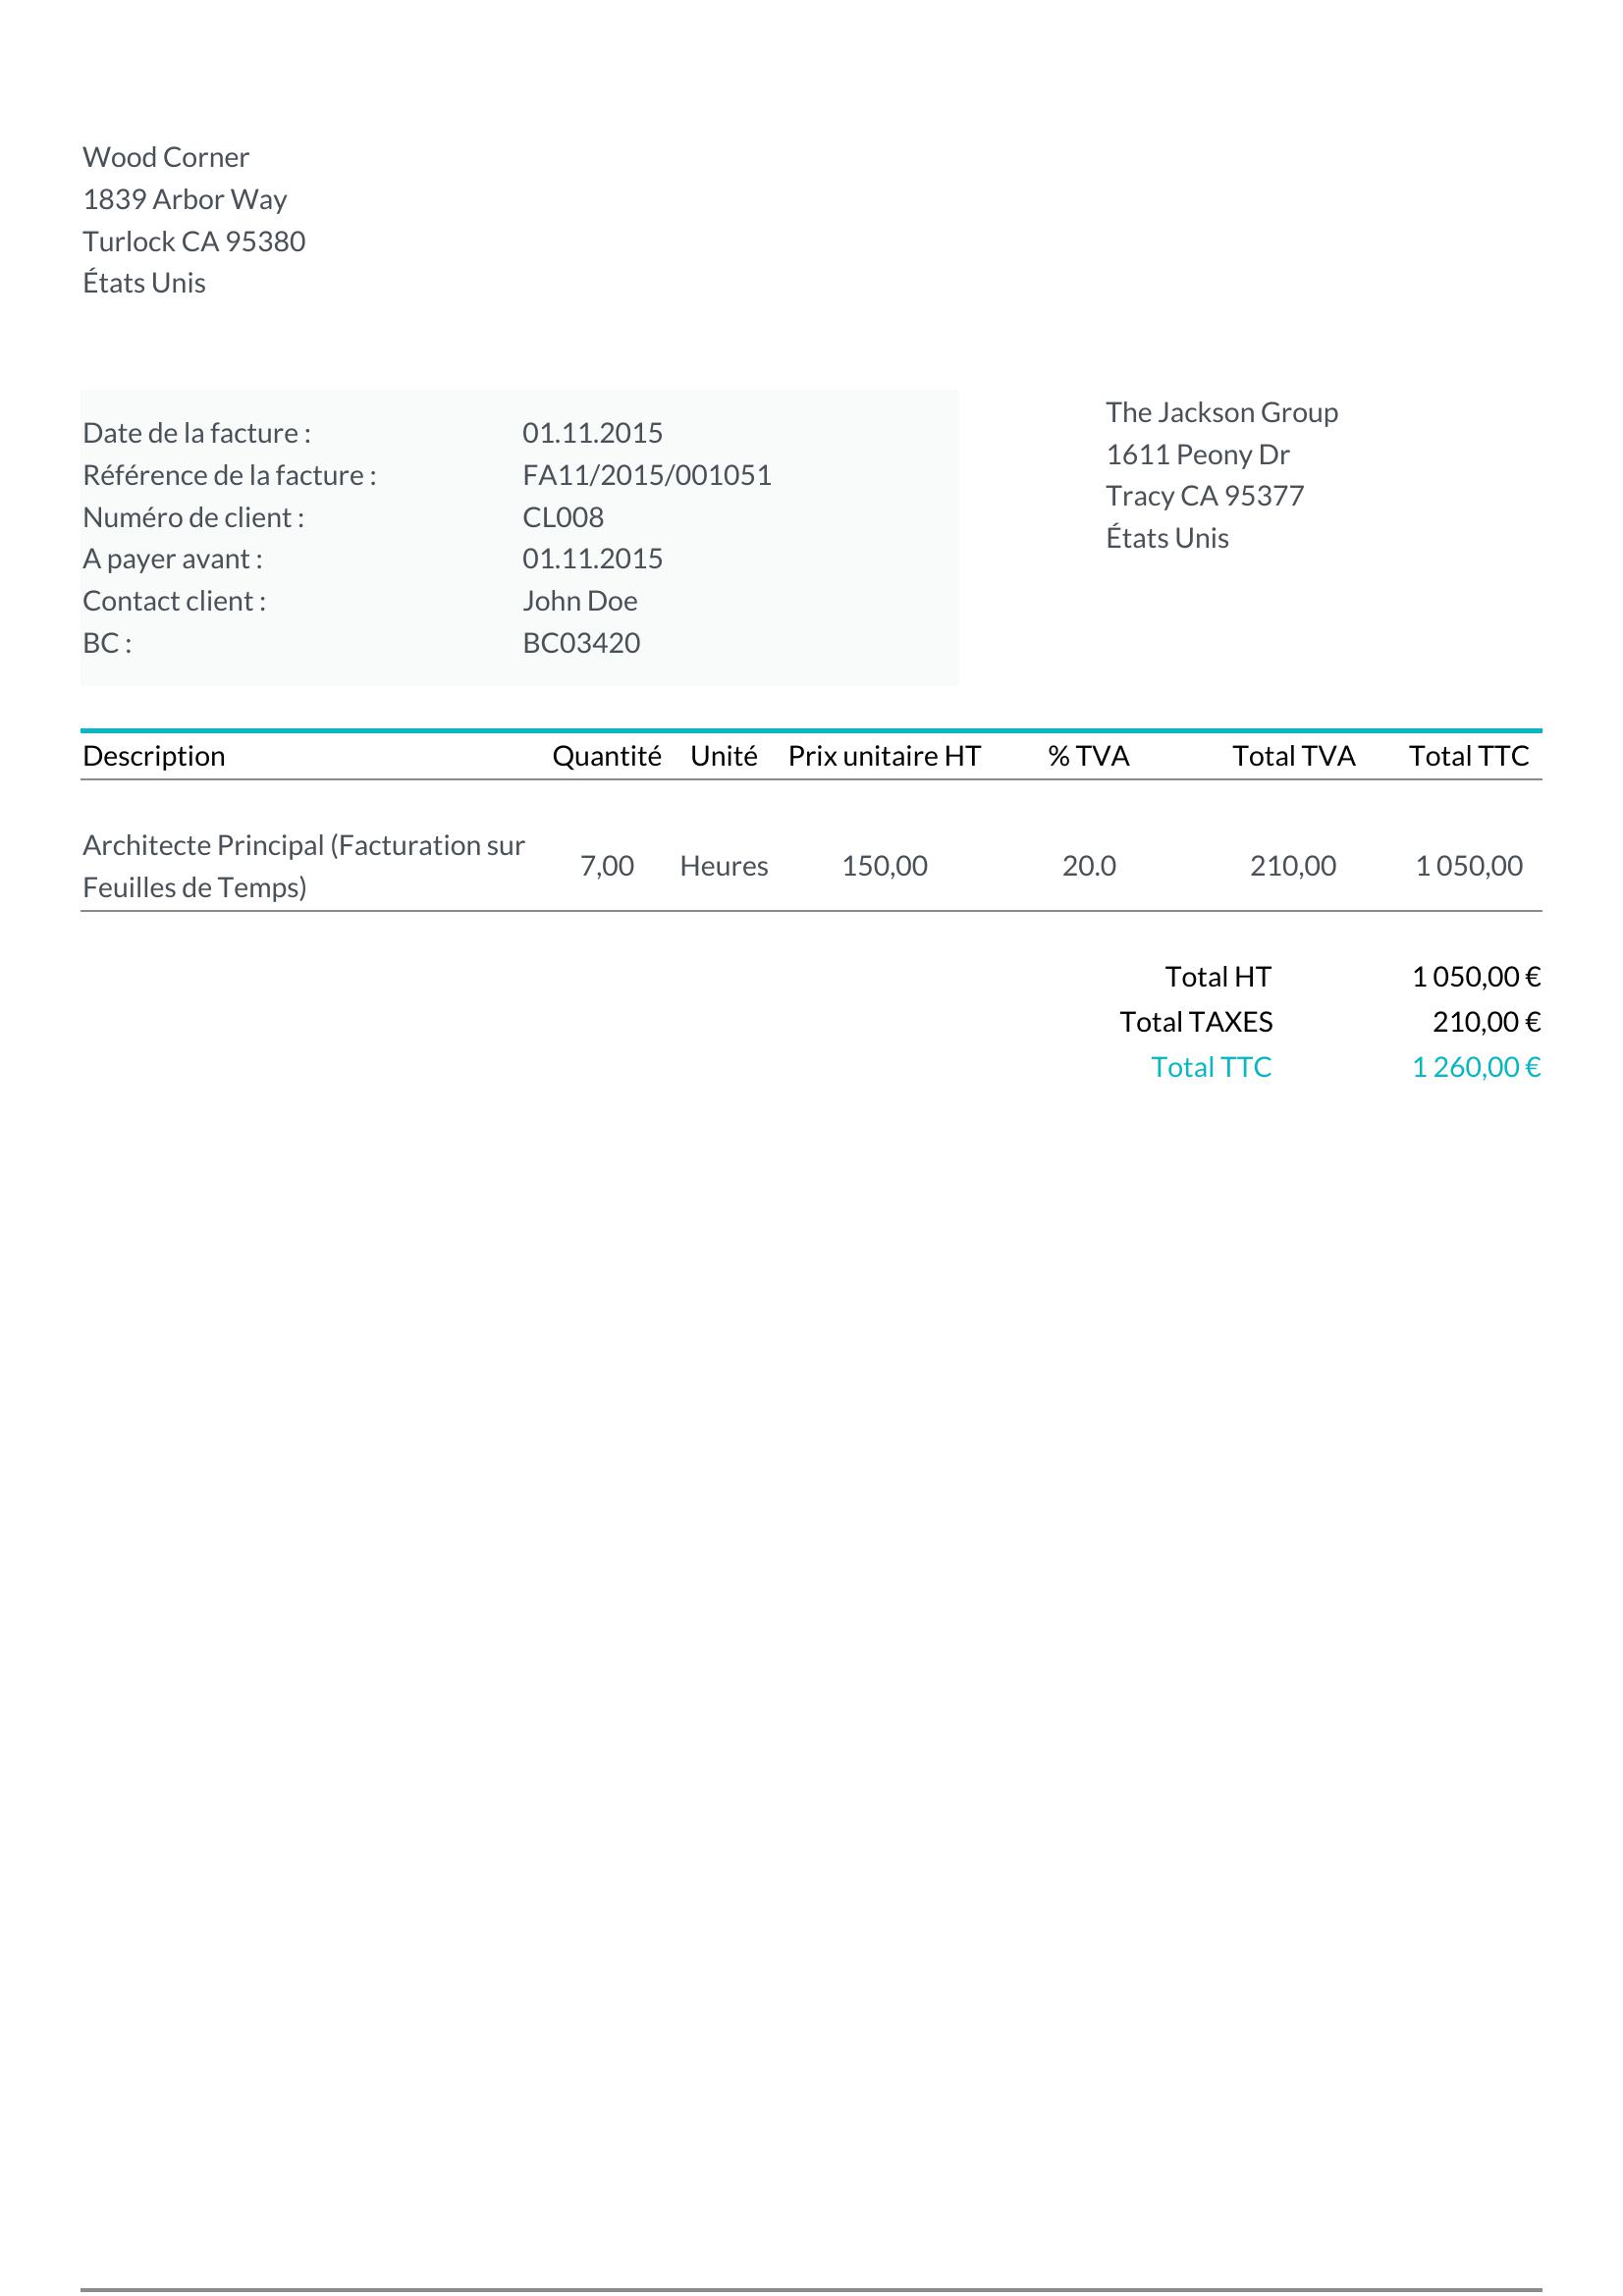 Wood Corner
1839 Arbor Way
Turlock CA 95380
États Unis
Date de la facture : 01.11.2015
Référence de la facture : FA11/2015/001051
Numéro de client : CL008
A payer avant : 01.11.2015
Contact client : John Doe
BC : BC03420
The Jackson Group
1611 Peony Dr
Tracy CA 95377
États Unis
Description Quantité Unité Prix unitaire HT % TVA Total TVA Total TTC
Architecte Principal (Facturation sur
Feuilles de Temps) 7,00 Heures 150,00 20.0 210,00 1 050,00
Total HT 1 050,00 €
Total TAXES 210,00 €
Total TTC 1 260,00 €